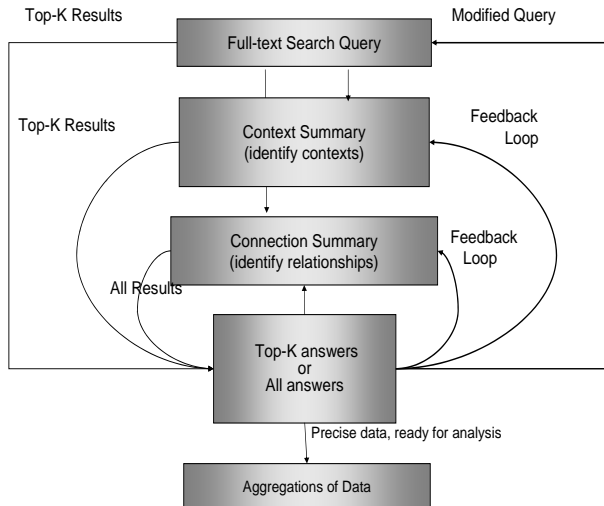 Top-K Results
Modified Query
Full-text Search Query
Top-K Results
Feedback
Loop
Context Summary
(identify contexts)
Connection Summary
(identify relationships)
Feedback
Loop
All Results
Top-K answers
or
All answers
Precise data, ready for analysis
Aggregations of Data